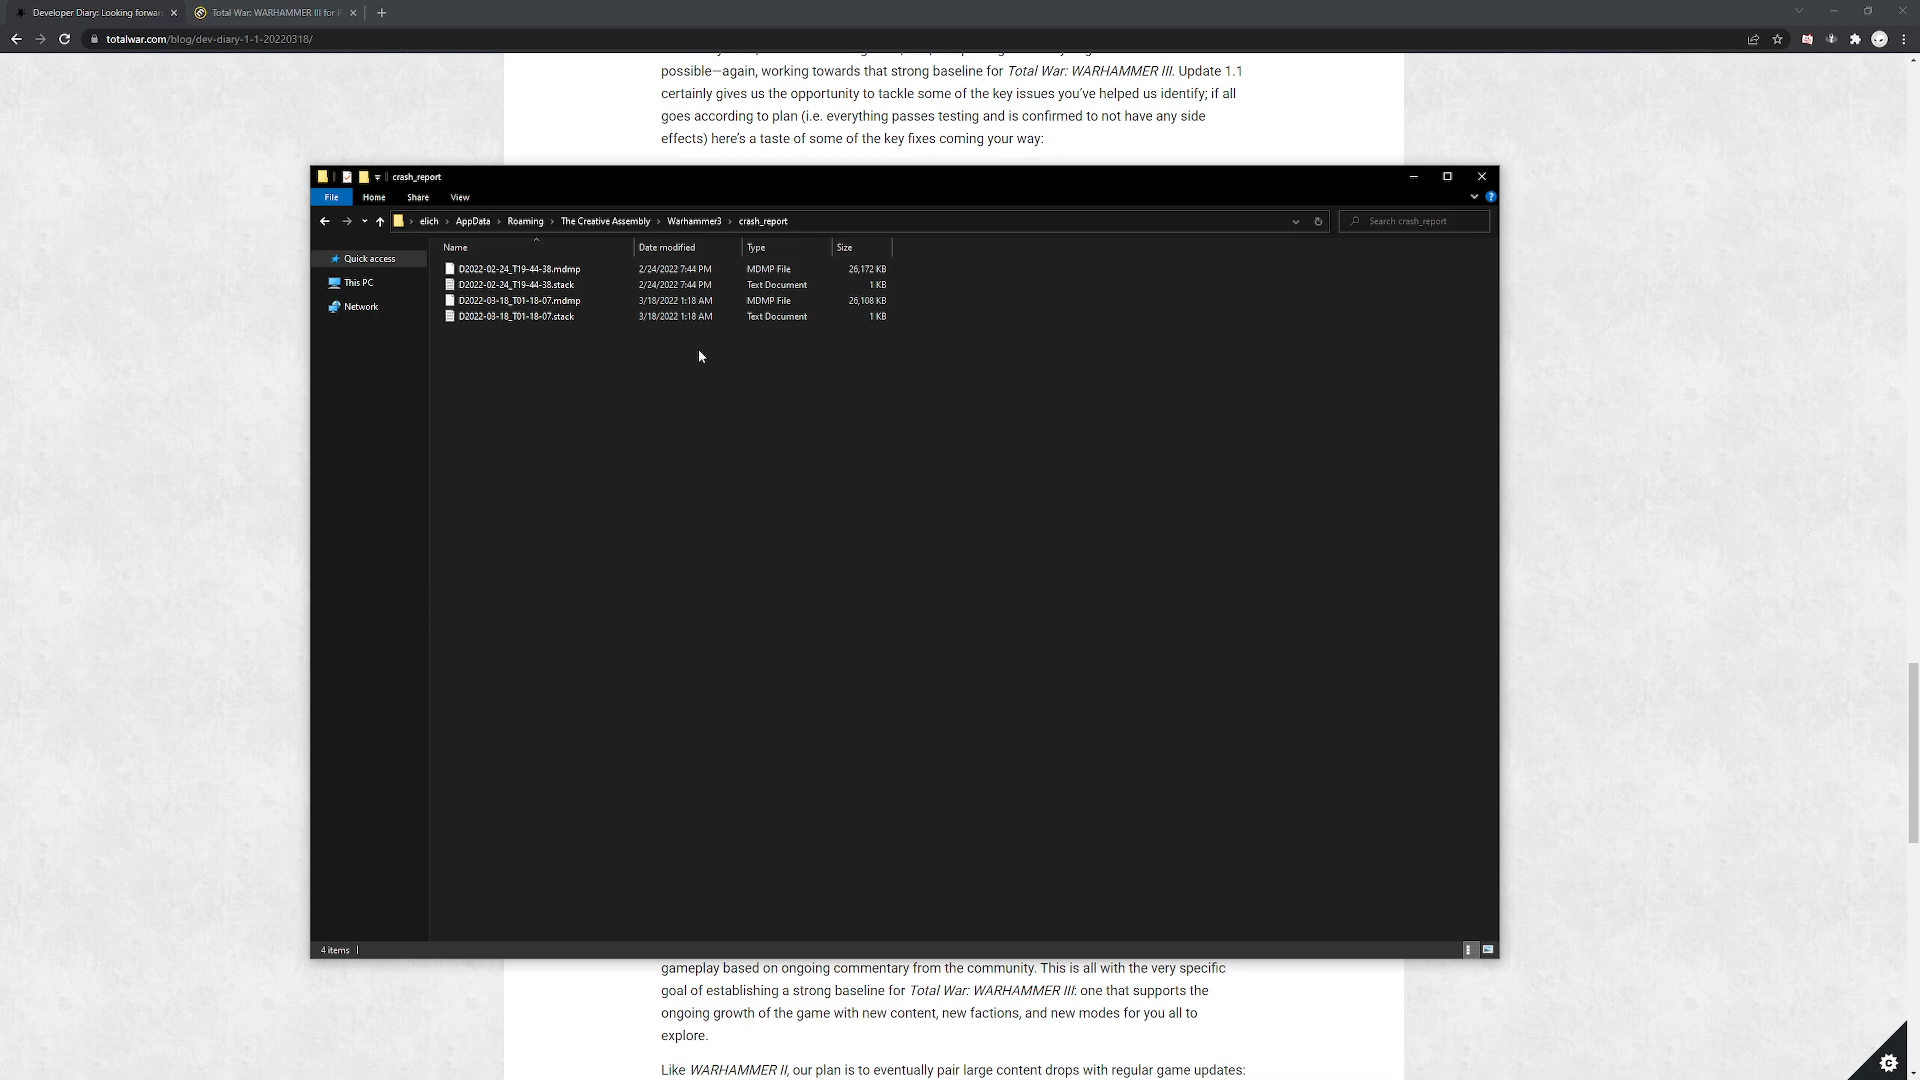 Developer Diary: Looking forwar
Total War: WARHAMMER III for P
totalwar.com/blog/dev-diary-1-1-20220318/
possible—again, working towards that strong baseline for Total War: WARHAMMER III. Update 1.1
certainly gives us the opportunity to tackle some of the key issues you've helped us identify; if all
goes according to plan (i.e. everything passes testing and is confirmed to not have any side
effects) here's a taste of some of the key fixes coming your way:
crash_report
File Home Share View
elich > AppData > Roaming > The Creative Assembly > Warhammer3 > crash_report
Search crash_report
Name Date modified Type Size
Quick access
This PC
Network
D2022-02-24_T19-44-38.mdmp 2/24/2022 7:44 PM MDMP File 26,172 KB
D2022-02-24_T19-44-38.stack 2/24/2022 7:44 PM Text Document 1 KB
D2022-03-18_T01-18-07.mdmp 3/18/2022 1:18 AM MDMP File 26,108 KB
D2022-03-18_T01-18-07.stack 3/18/2022 1:18 AM Text Document 1 KB
4 items
gameplay based on ongoing commentary from the community. This is all with the very specific
goal of establishing a strong baseline for Total War: WARHAMMER III: one that supports the
ongoing growth of the game with new content, new factions, and new modes for you all to
explore.
Like WARHAMMER II, our plan is to eventually pair large content drops with regular game updates: